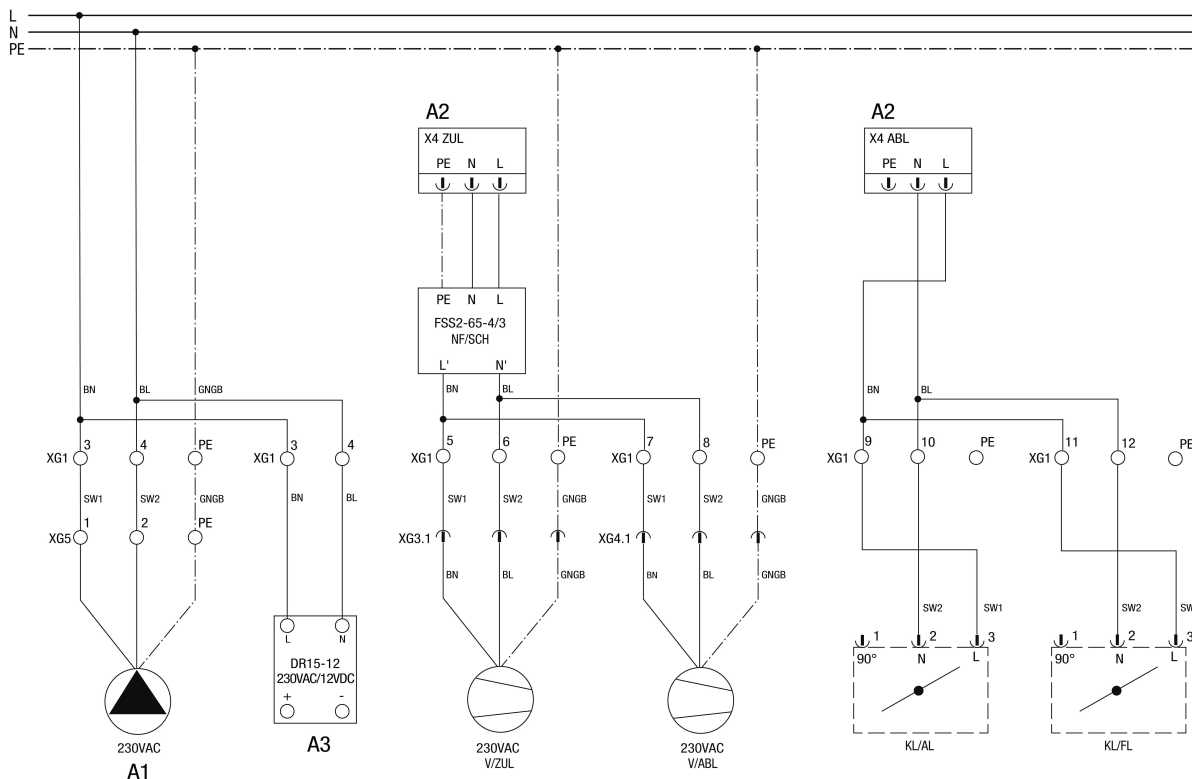 L
N
PE
A2
A2
X4 ZUL
X4 ABL
PE N L
PE N L
PE N L
FSS2-65-4/3
NF/SCH
L' N'
BN BL GNGB BN BL BN BL
3 4 PE 3 4 5 6 PE 7 8 PE 9 10 PE 11 12 PE
XG1 XG1 XG1 XG1 XG1 XG1
SW1 SW2 GNGB BN BL SW1 SW2 GNGB SW1 SW2 GNGB
1 2 PE
XG5 XG3.1 XG4.1
BN BL GNGB BN BL GNGB
SW2 SW1 SW2 SW
1 2 3 1 2 3
L N
90° N L 90° N L
DR15-12
230VAC/12VDC
+ -
230VAC
A1
A3
230VAC
V/ZUL
230VAC
V/ABL
KL/AL
KL/FL